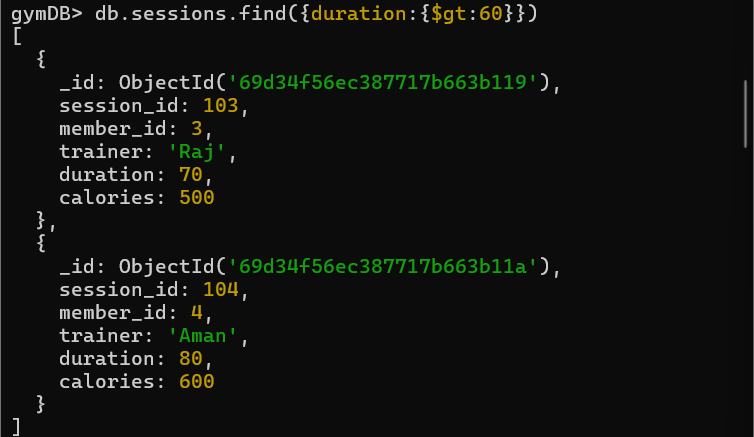 gymDB> db.sessions.find({duration:{$gt:60}})
[
  {
    _id: ObjectId('69d34f56ec387717b663b119'),
    session_id: 103,
    member_id: 3,
    trainer: 'Raj',
    duration: 70,
    calories: 500
  },
  {
    _id: ObjectId('69d34f56ec387717b663b11a'),
    session_id: 104,
    member_id: 4,
    trainer: 'Aman',
    duration: 80,
    calories: 600
  }
]